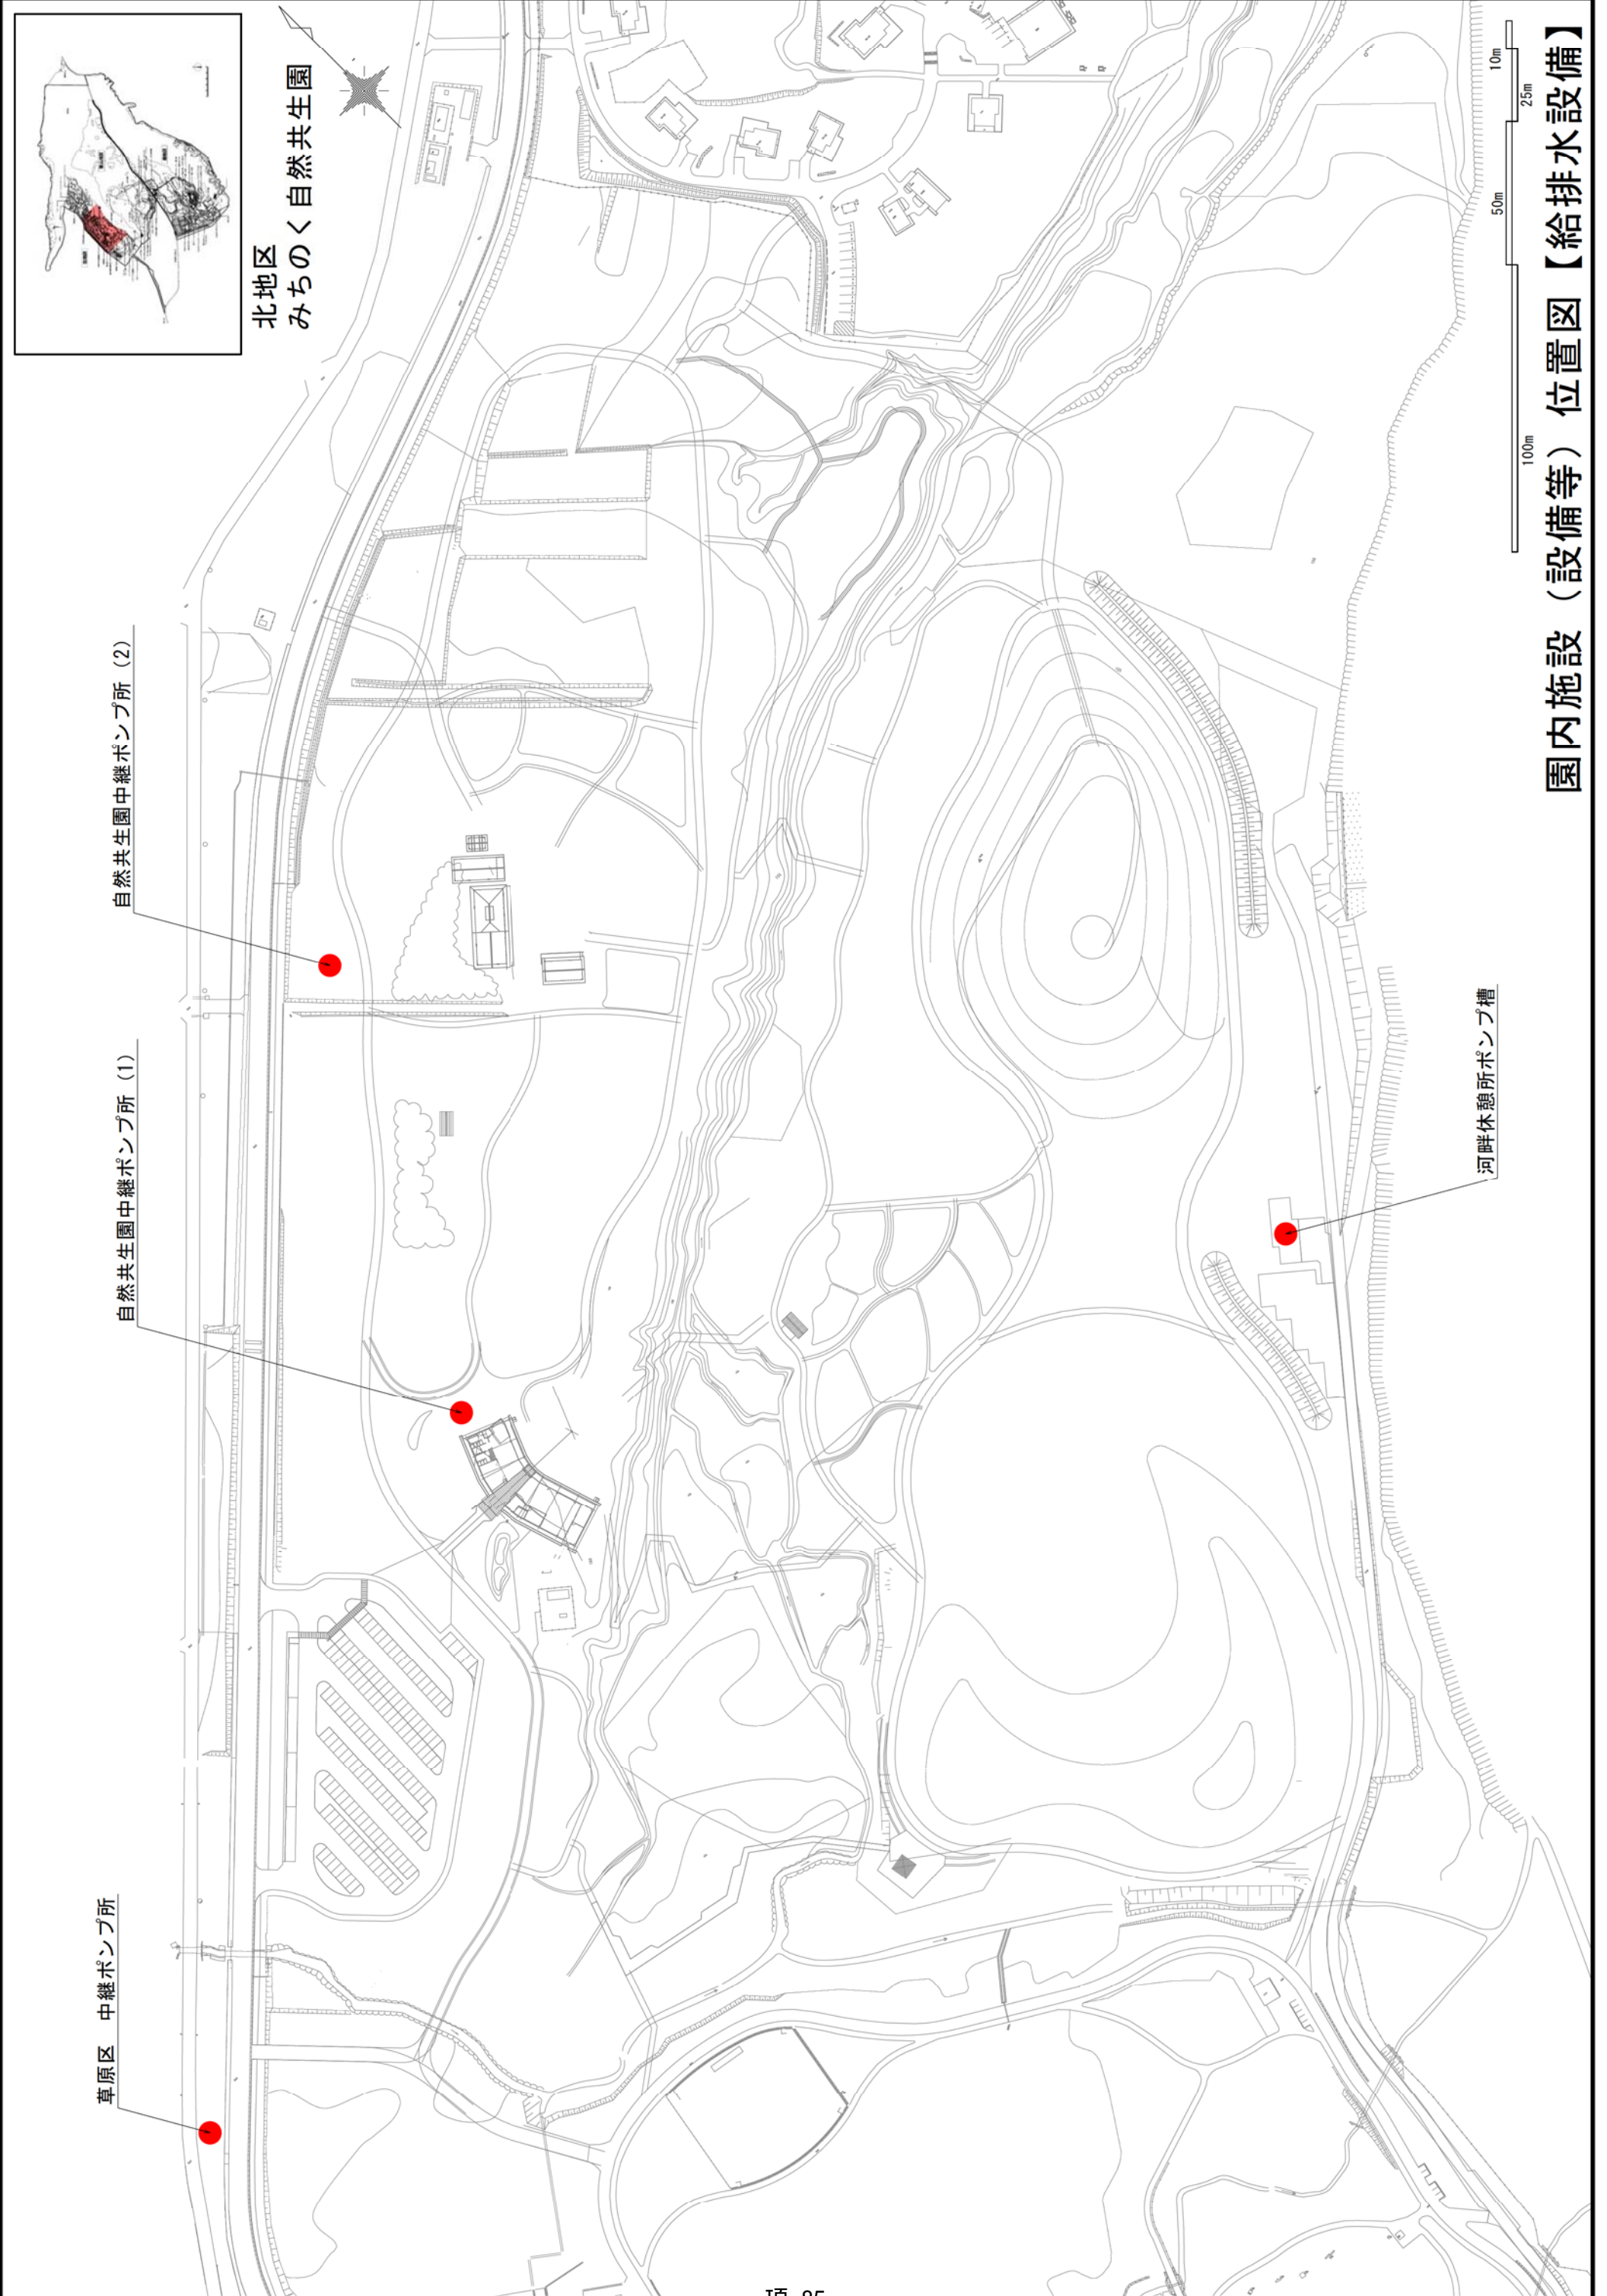 園内施設（設備等）位置図【給排水設備】
北地区
みちのく自然共生園
自然共生園中継ポンプ所（2）
自然共生園中継ポンプ所（1）
草原区　中継ポンプ所
河畔休憩所ポンプ槽
10m
25m
50m
100m